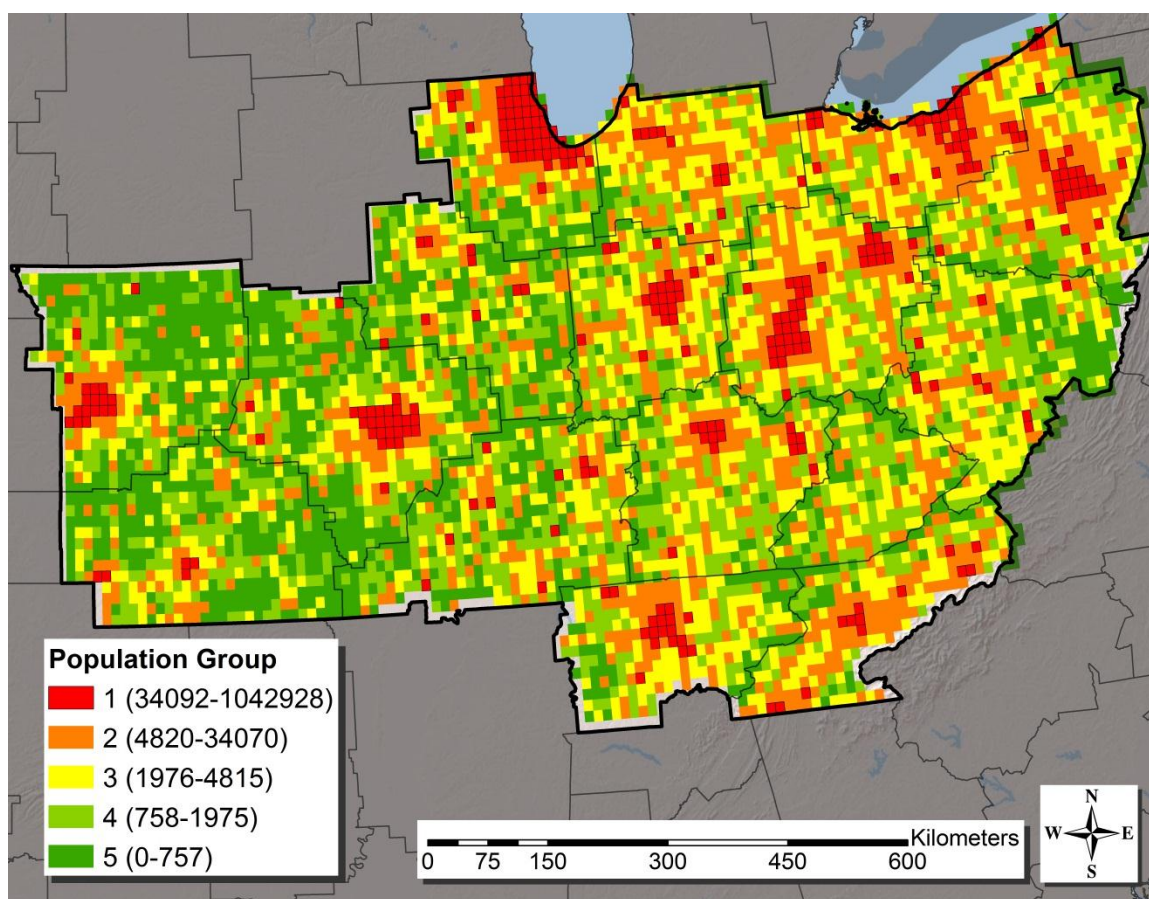 Population Group
1 (34092-1042928)
2 (4820-34070)
3 (1976-4815)
4 (758-1975)
5 (0-757)
Kilometers
0 75 150 300 450 600
N
W E
S